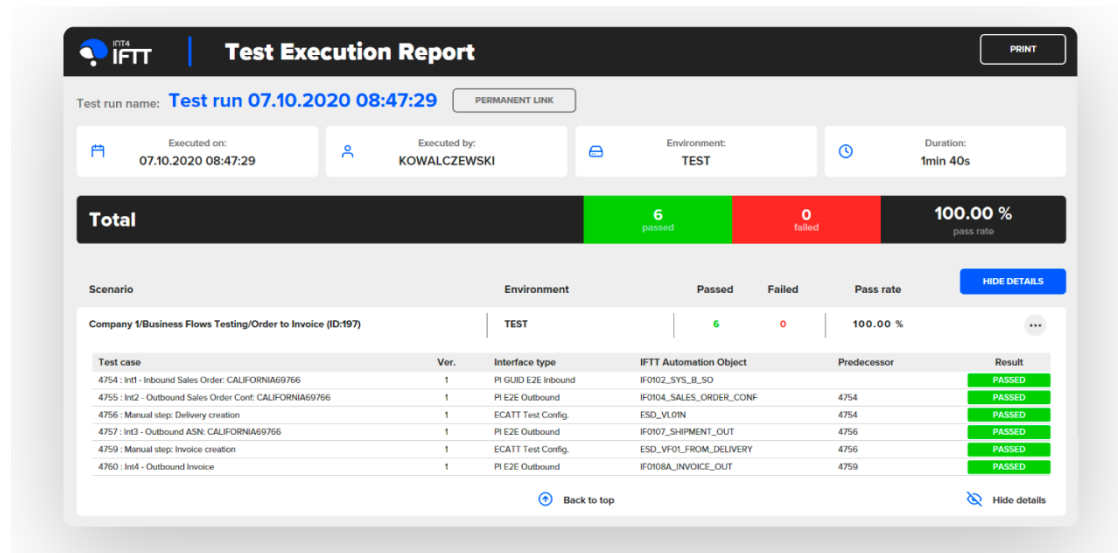 INT4
IFTT
Test Execution Report
PRINT
Test run name: Test run 07.10.2020 08:47:29 PERMANENT LINK
Executed on:
07.10.2020 08:47:29
Executed by:
KOWALCZEWSKI
Environment:
TEST
Duration:
1min 40s
Total
6
passed
0
failed
100.00 %
pass rate
Scenario Environment Passed Failed Pass rate HIDE DETAILS
Company 1/Business Flows Testing/Order to Invoice (ID:197) TEST 6 0 100.00 % ...
Test case Ver. Interface type IFTT Automation Object Predecessor Result
4754 : Int1 - Inbound Sales Order: CALIFORNIA69766 1 PI GUID E2E Inbound IF0102_SYS_B_SO PASSED
4755 : Int2 - Outbound Sales Order Conf: CALIFORNIA69766 1 PI E2E Outbound IF0104_SALES_ORDER_CONF 4754 PASSED
4756 : Manual step: Delivery creation 1 ECATT Test Config. ESD_VL01N 4754 PASSED
4757 : Int3 - Outbound ASN: CALIFORNIA69766 1 PI E2E Outbound IF0107_SHIPMENT_OUT 4756 PASSED
4759 : Manual step: Invoice creation 1 ECATT Test Config. ESD_VF01_FROM_DELIVERY 4756 PASSED
4760 : Int4 - Outbound Invoice 1 PI E2E Outbound IF0108A_INVOICE_OUT 4759 PASSED
Back to top
Hide details